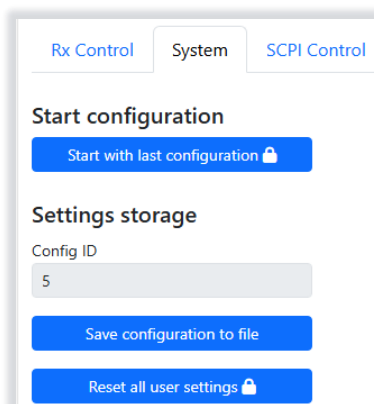 Rx Control System SCPI Control
Start configuration
Start with last configuration
Settings storage
Config ID
5
Save configuration to file
Reset all user settings